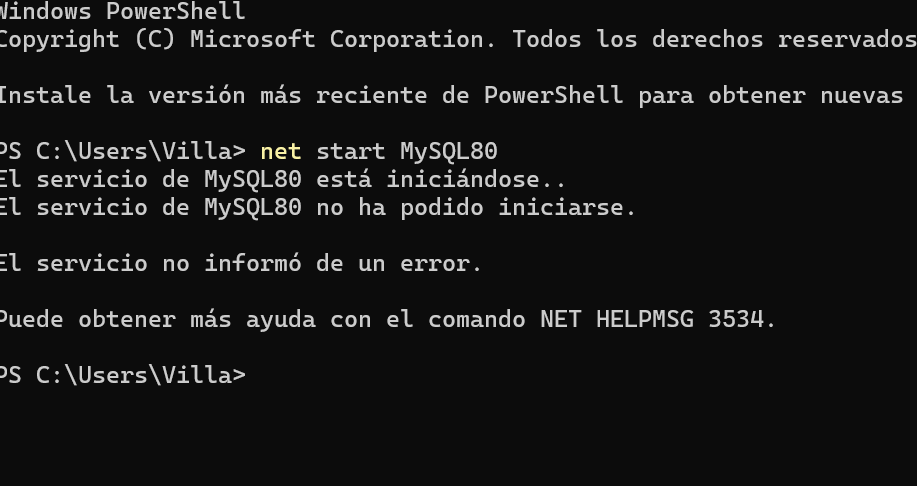 Windows PowerShell
Copyright (C) Microsoft Corporation. Todos los derechos reservados
Instale la versión más reciente de PowerShell para obtener nuevas
PS C:\Users\Villa> net start MySQL80
El servicio de MySQL80 está iniciándose..
El servicio de MySQL80 no ha podido iniciarse.
El servicio no informó de un error.
Puede obtener más ayuda con el comando NET HELPMSG 3534.
PS C:\Users\Villa>